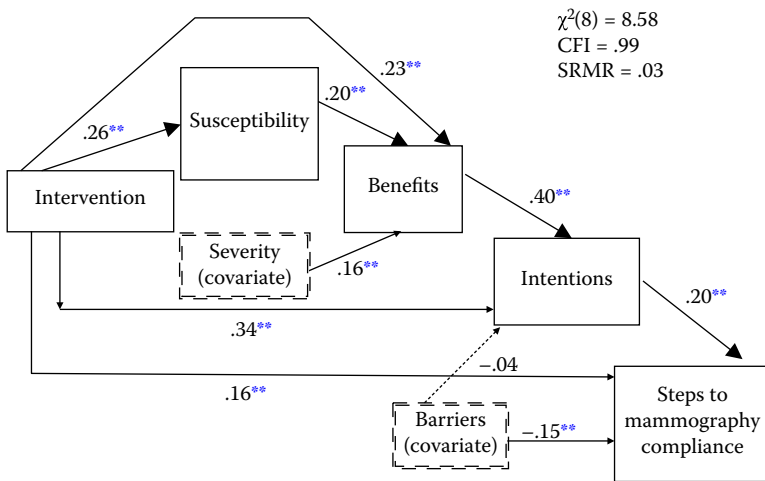 χ²(8) = 8.58
CFI = .99
SRMR = .03
.23**
.20**
Susceptibility
.26**
Benefits
Intervention
.40**
Severity
(covariate)
.16**
Intentions
.20**
.34**
−.04
.16**
Steps to
mammography
compliance
Barriers
(covariate)
−.15**